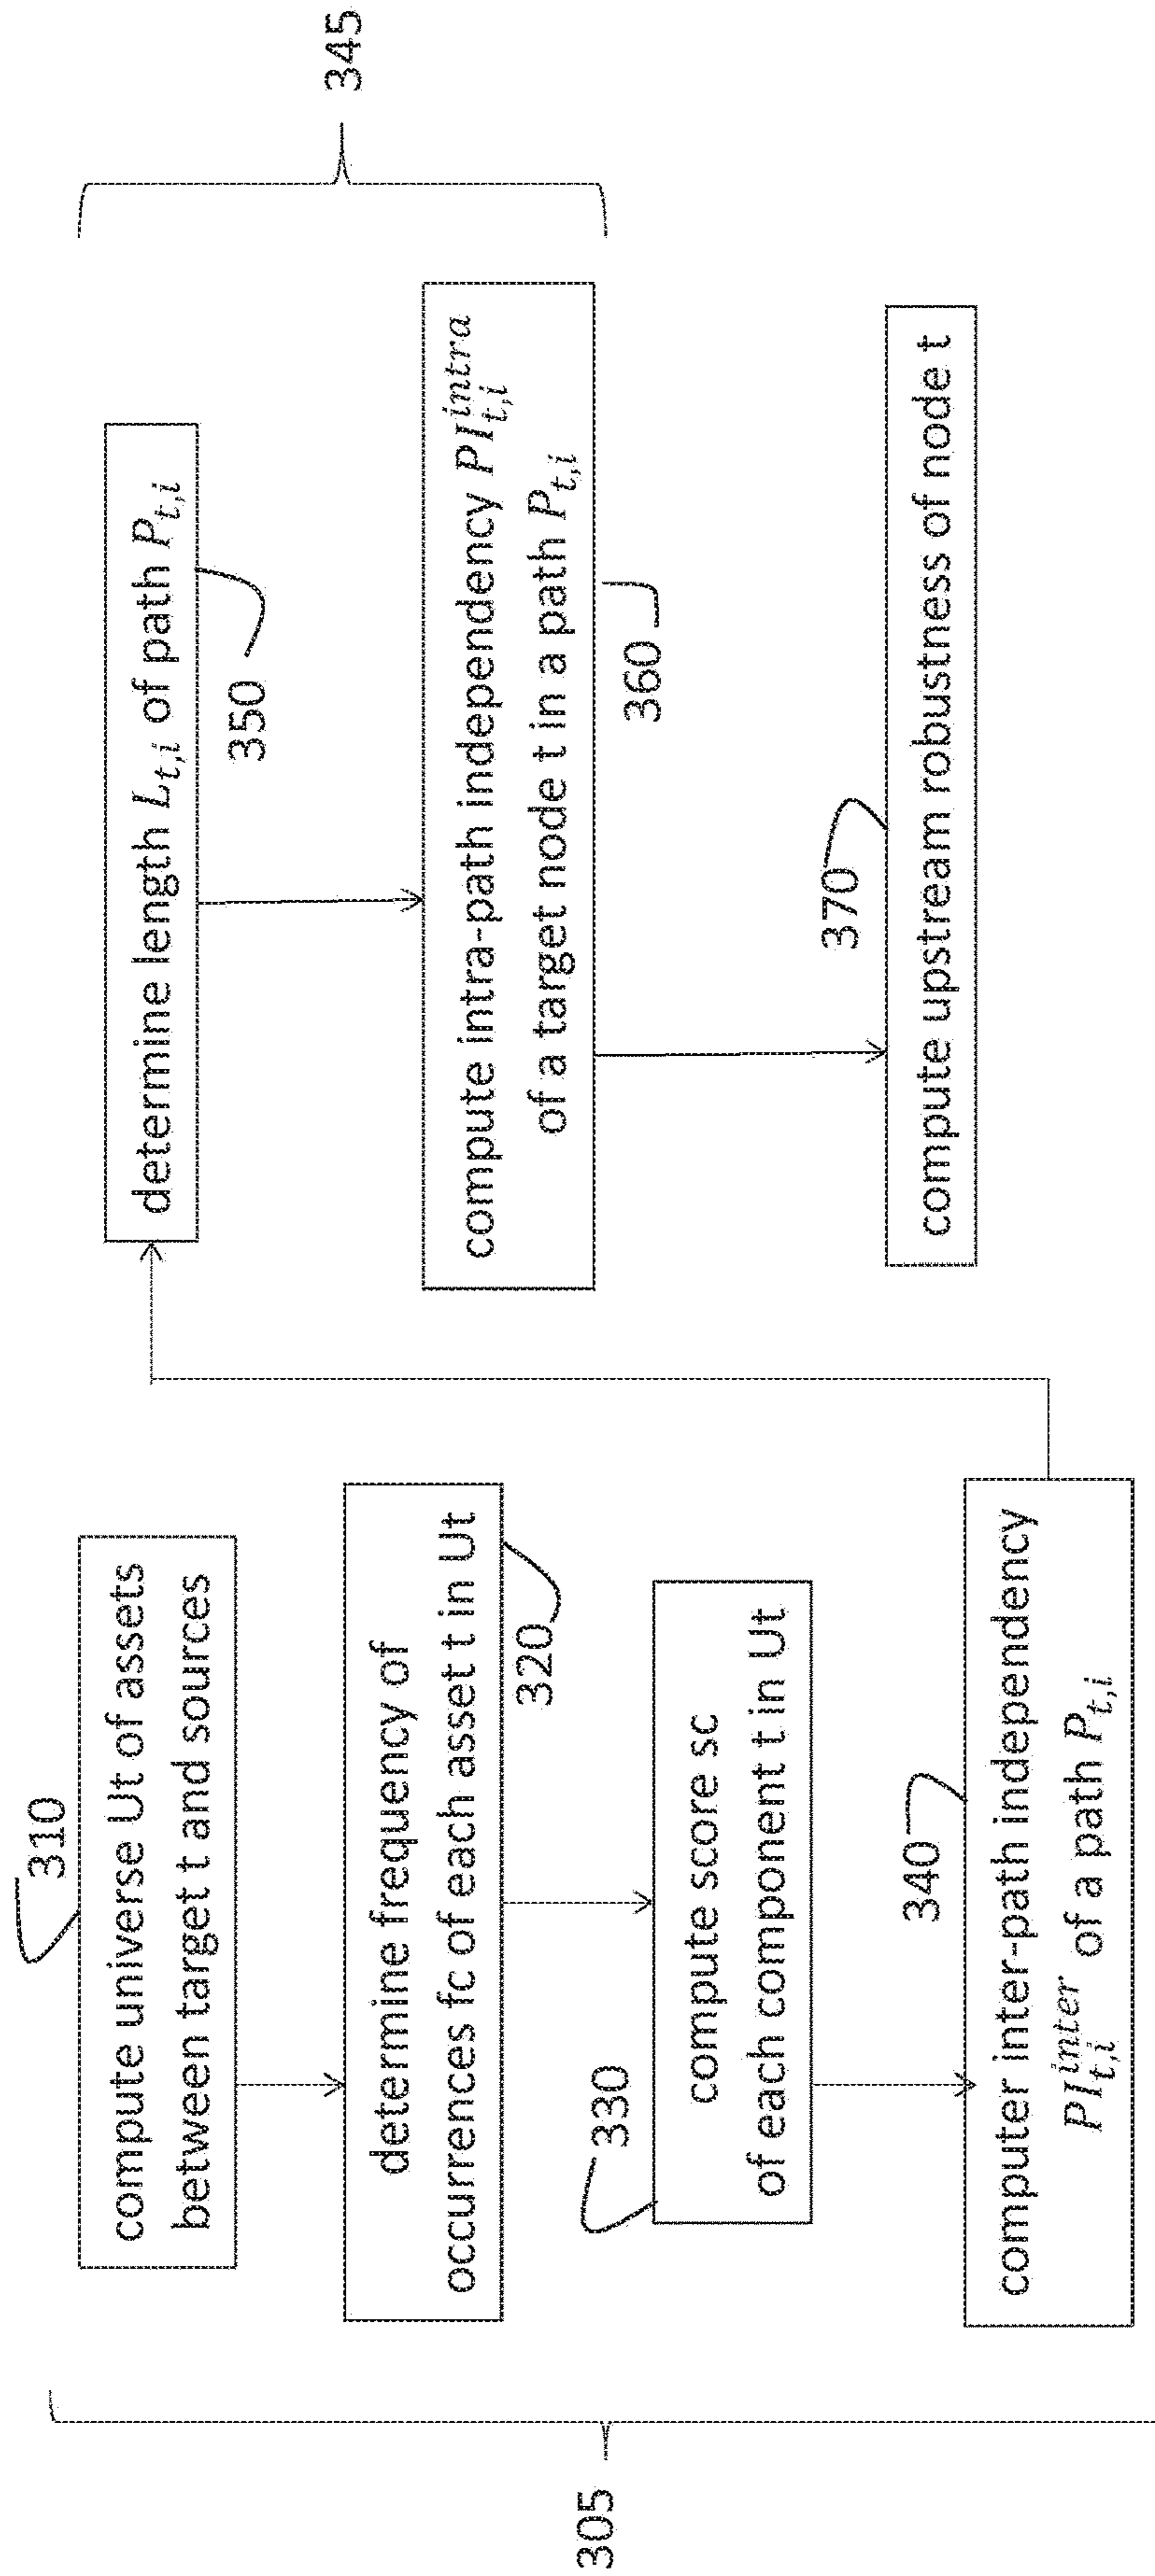 305
310
compute universe Ut of assets
between target t and sources
determine frequency of
occurrences fc of each asset t in Ut
320
330
compute score sc
of each component t in Ut
340
computer inter-path independency
$PI_{t,i}^{inter}$ of a path $P_{t,i}$
345
determine length $L_{t,i}$ of path $P_{t,i}$
350
compute intra-path independency $PI_{t,i}^{intra}$
of a target node t in a path $P_{t,i}$
360
370
compute upstream robustness of node t